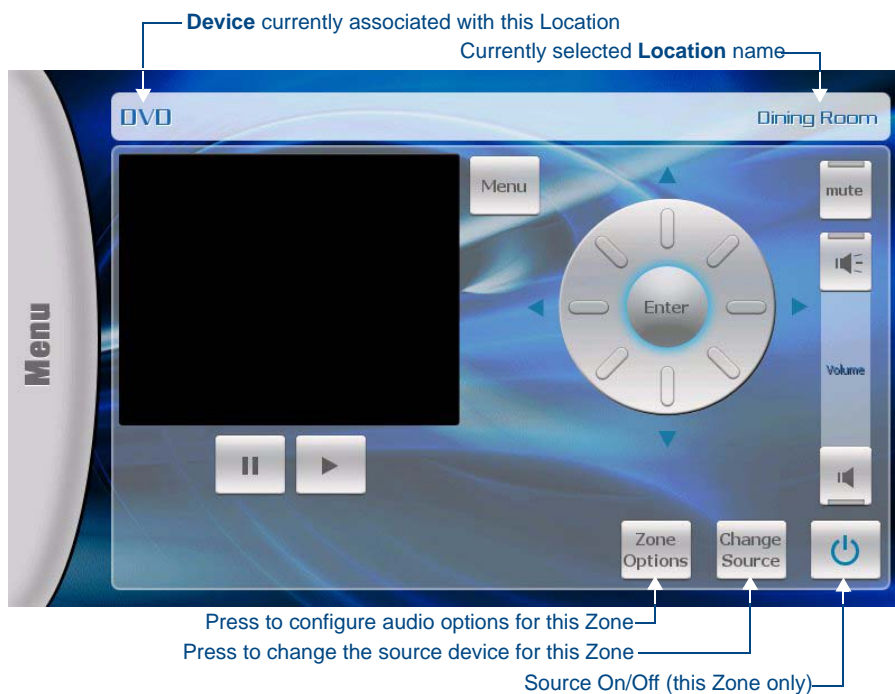 Device currently associated with this Location
Currently selected Location name
DVD
Dining Room
Menu
Menu
mute
Enter
Volume
Zone
Options
Change
Source
Press to configure audio options for this Zone
Press to change the source device for this Zone
Source On/Off (this Zone only)